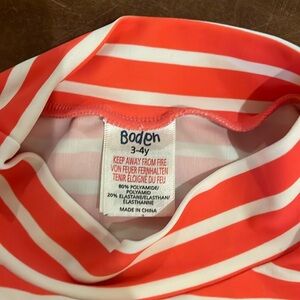 Boden
3-4y
KEEP AWAY FROM FIRE
VON FEUER FERNHALTEN
TENIR ÉLOIGNÉ DU FEU
80% POLYAMIDE/
POLYAMID
20% ELASTANE/ELASTHAN/
ÉLASTHANNE
MADE IN CHINA